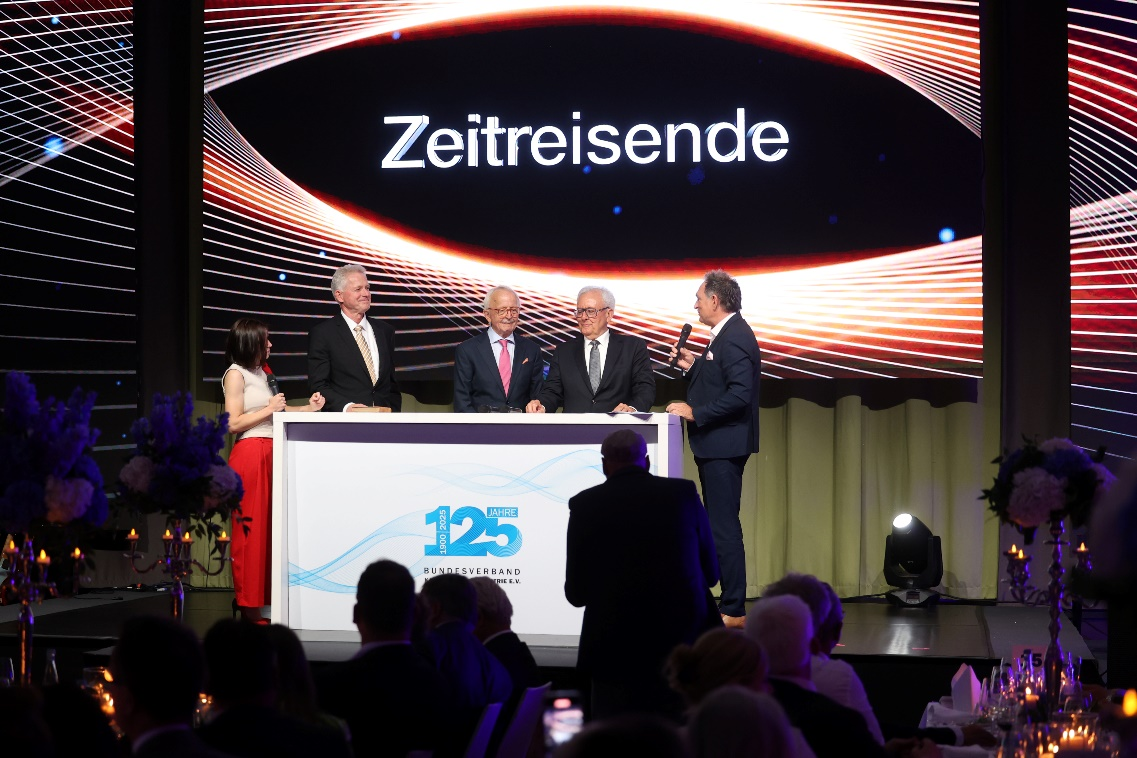 Zeitreisende
125 JAHRE
1900 | 2025
BUNDESVERBAND
E.V.